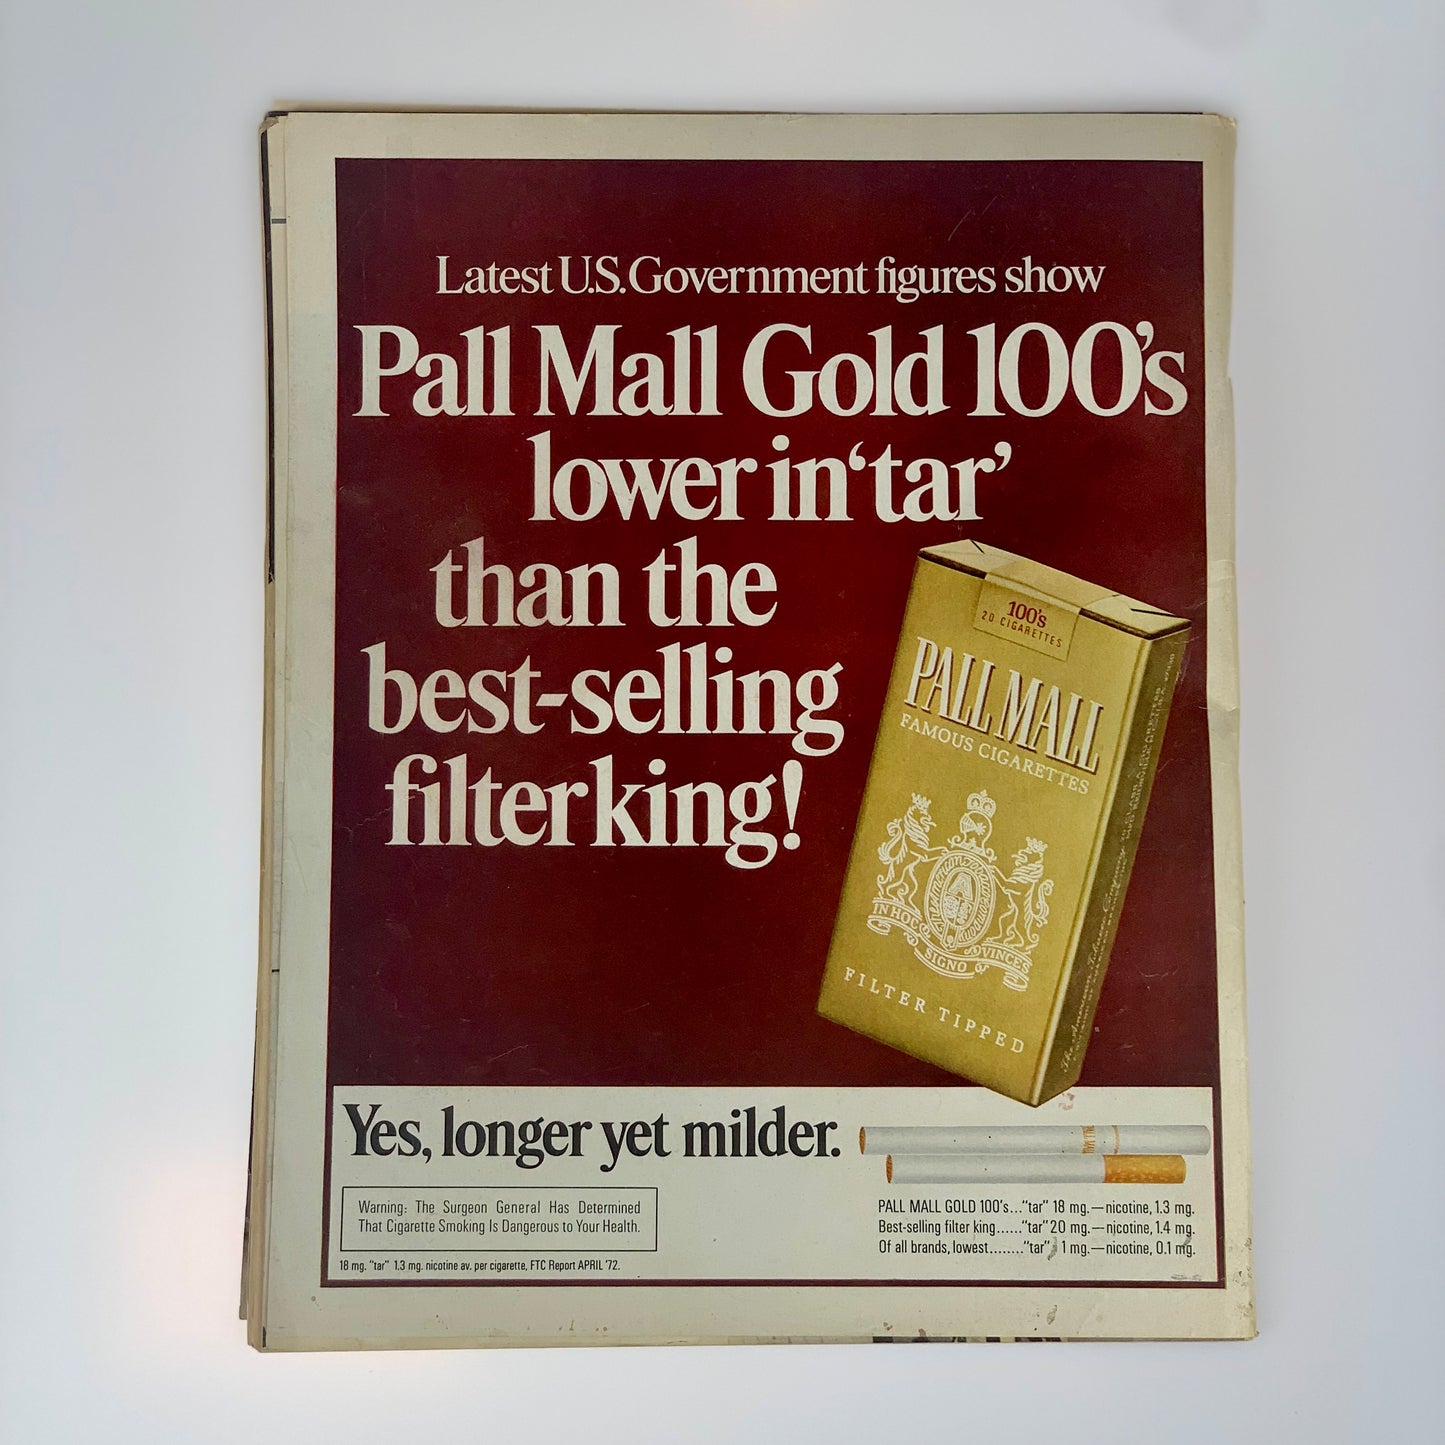 Latest U.S. Government figures show
Pall Mall Gold 100's
lower in 'tar'
than the
best-selling
filter king!
100's
20 CIGARETTES
PALL MALL
FAMOUS CIGARETTES
IN HOC
SIGNO
VINCES
FILTER TIPPED
The American Tobacco Company
Yes, longer yet milder.
Warning: The Surgeon General Has Determined
That Cigarette Smoking Is Dangerous to Your Health.
18 mg. "tar" 1.3 mg. nicotine av. per cigarette, FTC Report APRIL '72.
PALL MALL GOLD 100's...."tar" 18 mg.—nicotine, 1.3 mg.
Best-selling filter king......"tar" 20 mg.—nicotine, 1.4 mg.
Of all brands, lowest........"tar" 1 mg.—nicotine, 0.1 mg.